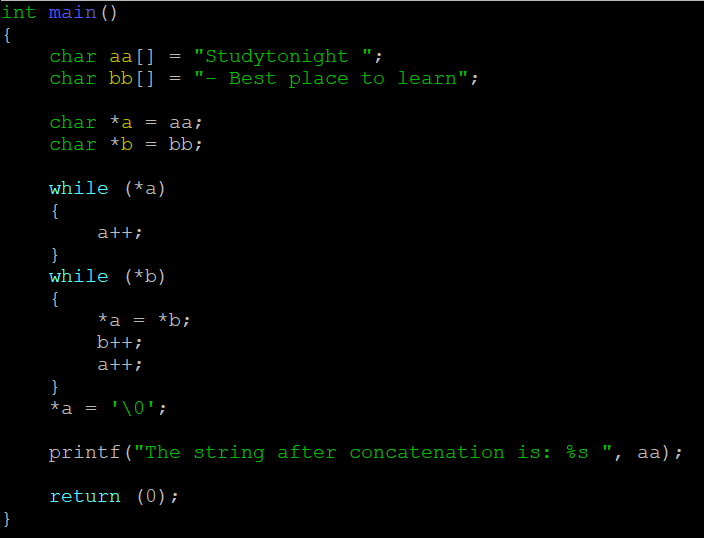 int main()
{
    char aa[] = "Studytonight ";
    char bb[] = "- Best place to learn";
    char *a = aa;
    char *b = bb;
    while (*a)
    {
        a++;
    }
    while (*b)
    {
        *a = *b;
        b++;
        a++;
    }
    *a = '\0';
    printf("The string after concatenation is: %s ", aa);
    return (0);
}